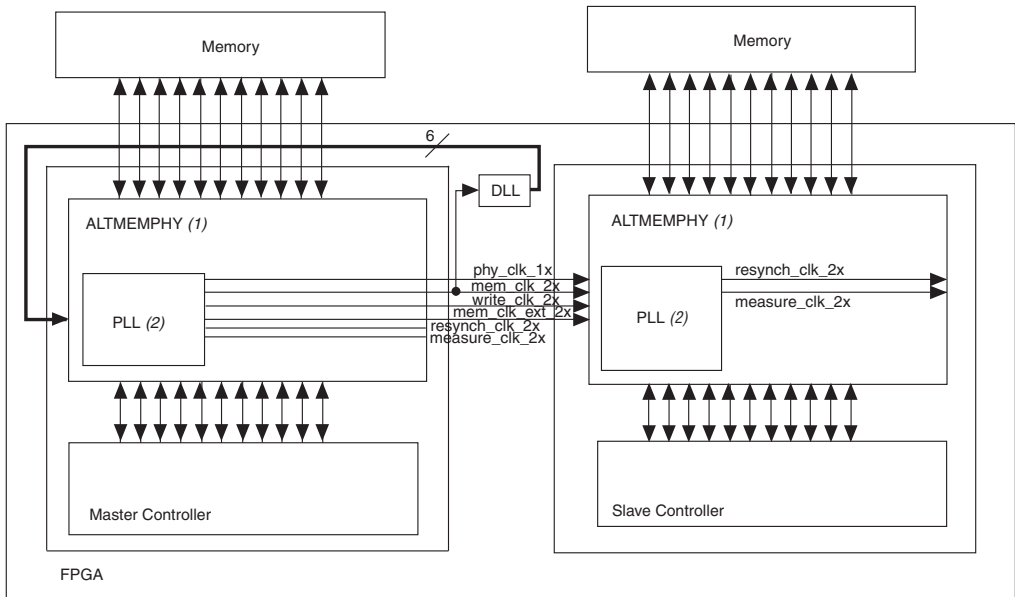 Memory
Memory
6
DLL
ALTMEMPHY (1)
ALTMEMPHY (1)
phy_clk_1x
mem_clk_2x
write_clk_2x
mem_clk_ext_2x
resynch_clk_2x
measure_clk_2x
resynch_clk_2x
measure_clk_2x
PLL (2)
PLL (2)
Master Controller
Slave Controller
FPGA